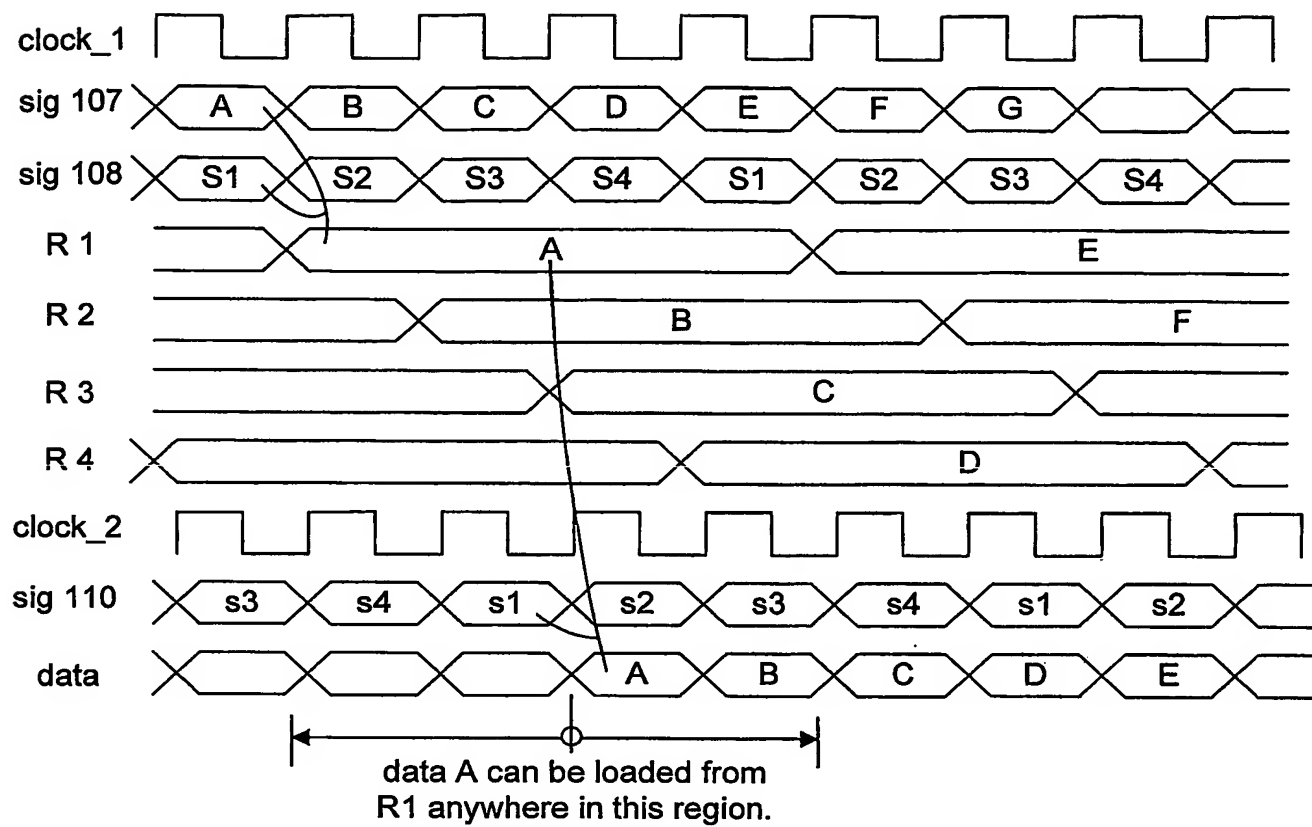 clock_1
sig 107 A B C D E F G
sig 108 S1 S2 S3 S4 S1 S2 S3 S4
R 1 A E
R 2 B F
R 3 C
R 4 D
clock_2
sig 110 s3 s4 s1 s2 s3 s4 s1 s2
data A B C D E
data A can be loaded from
R1 anywhere in this region.